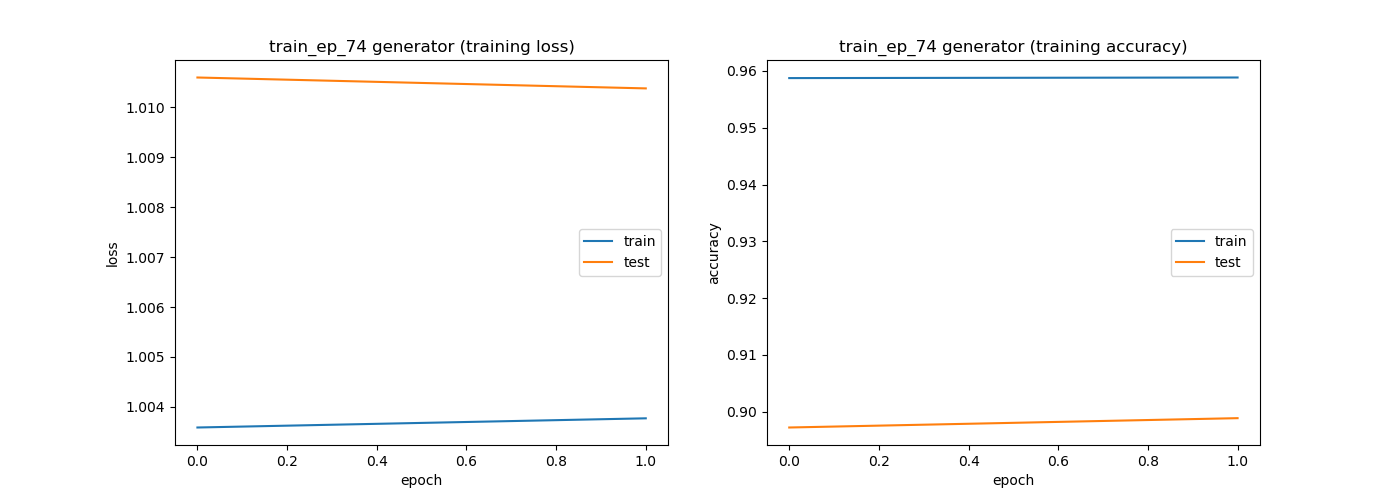 train_ep_74 generator (training loss)
1.010
1.009
1.008
1.007
1.006
1.005
1.004
loss
train
test
0.0 0.2 0.4 0.6 0.8 1.0
epoch
train_ep_74 generator (training accuracy)
0.96
0.95
0.94
0.93
0.92
0.91
0.90
accuracy
train
test
0.0 0.2 0.4 0.6 0.8 1.0
epoch